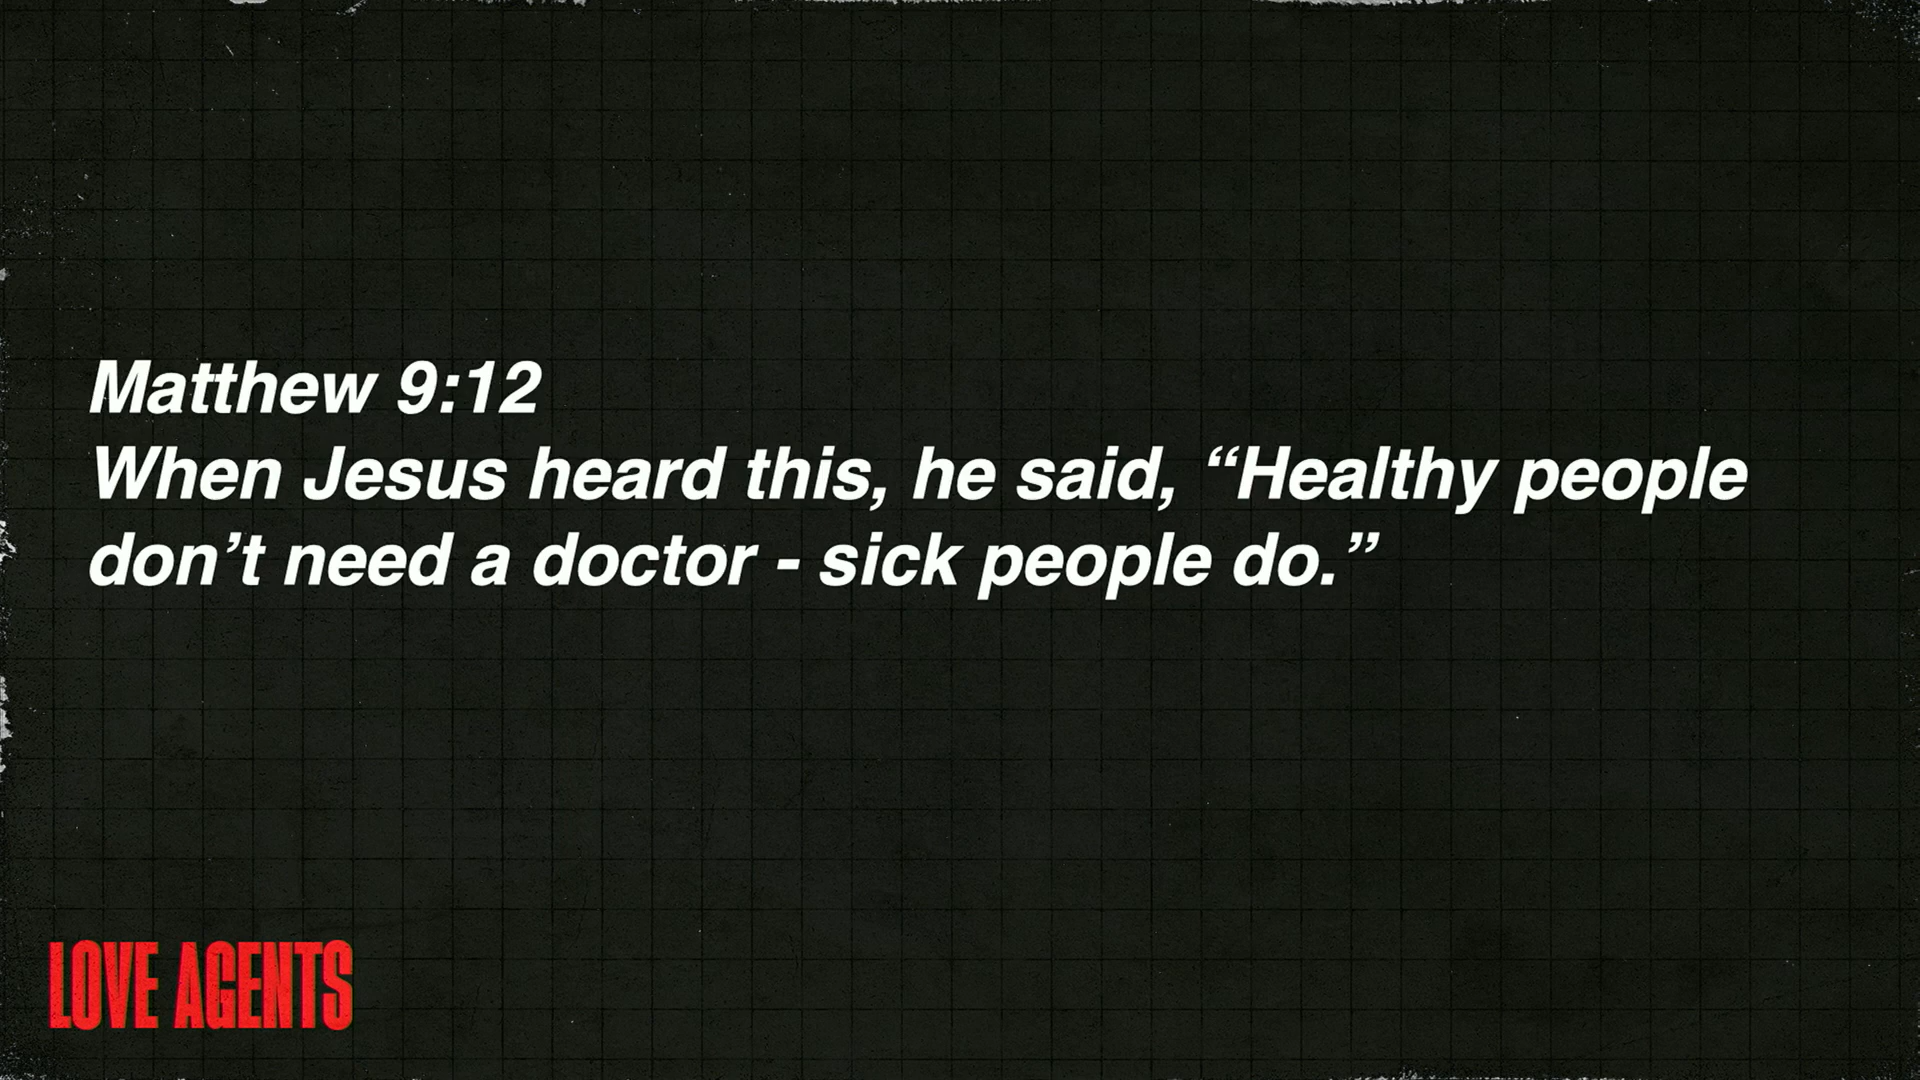 Matthew 9:12
When Jesus heard this, he said, “Healthy people
don’t need a doctor - sick people do.”
LOVE AGENTS